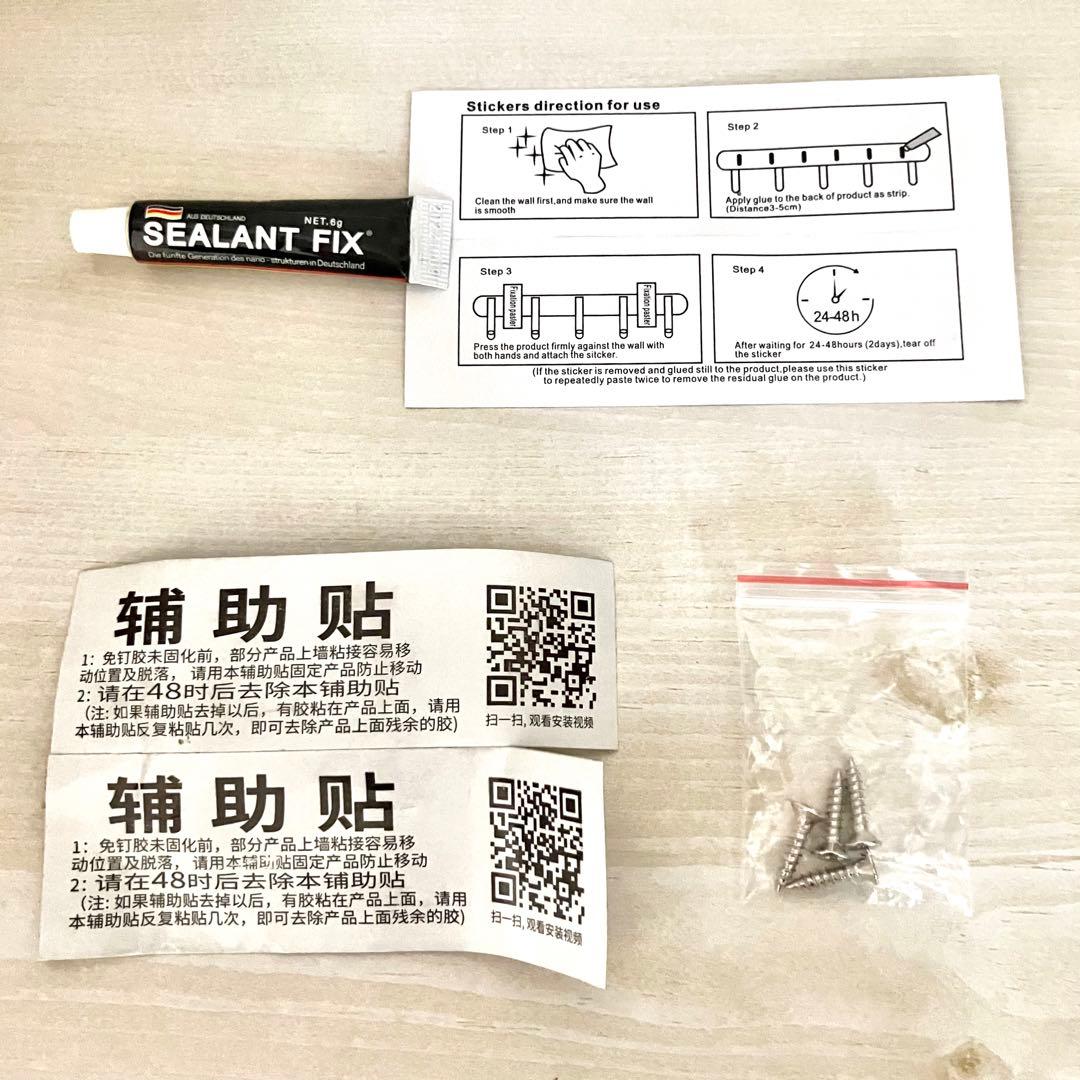 AUS DEUTSCHLAND
NET.6g
SEALANT FIX®
Die fünfte Generation des nano-strukturen in Deutschland
Stickers direction for use
Step 1
Clean the wall first,and make sure the wall
is smooth
Step 2
Apply glue to the back of product as strip.
(Distance3-5cm)
Step 3
Fixation paster
Fixation paster
Press the product firmly against the wall with
both hands and attach the sitcker.
Step 4
24-48h
After waiting for 24-48hours (2days),tear off
the sticker
(If the sticker is removed and glued still to the product,please use this sticker
to repeatedly paste twice to remove the residual glue on the product.)
辅助贴
1：免钉胶未固化前，部分产品上墙粘接容易移
动位置及脱落， 请用本辅助贴固定产品防止移动
2：请在48时后去除本辅助贴
（注：如果辅助贴去掉以后，有胶粘在产品上面，请用
本辅助贴反复粘贴几次，即可去除产品上面残余的胶)
扫一扫，观看安装视频
辅助贴
1：免钉胶未固化前，部分产品上墙粘接容易移
动位置及脱落， 请用本辅助贴固定产品防止移动
2：请在48时后去除本辅助贴
（注：如果辅助贴去掉以后，有胶粘在产品上面，请用
本辅助贴反复粘贴几次，即可去除产品上面残余的胶)
扫一扫，观看安装视频